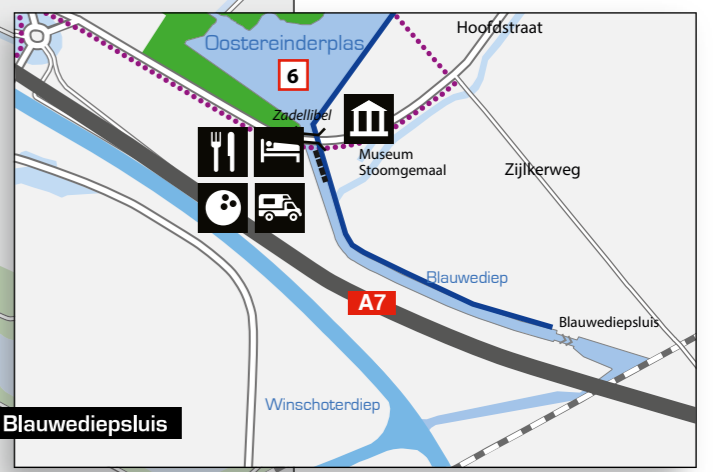 Hoofdstraat
Oostereinderplas
6
Zadellibel
Museum
Stoomgemaal
Zijlkerweg
Blauwediep
A7
Blauwediepsluis
Winschoterdiep
Blauwediepsluis